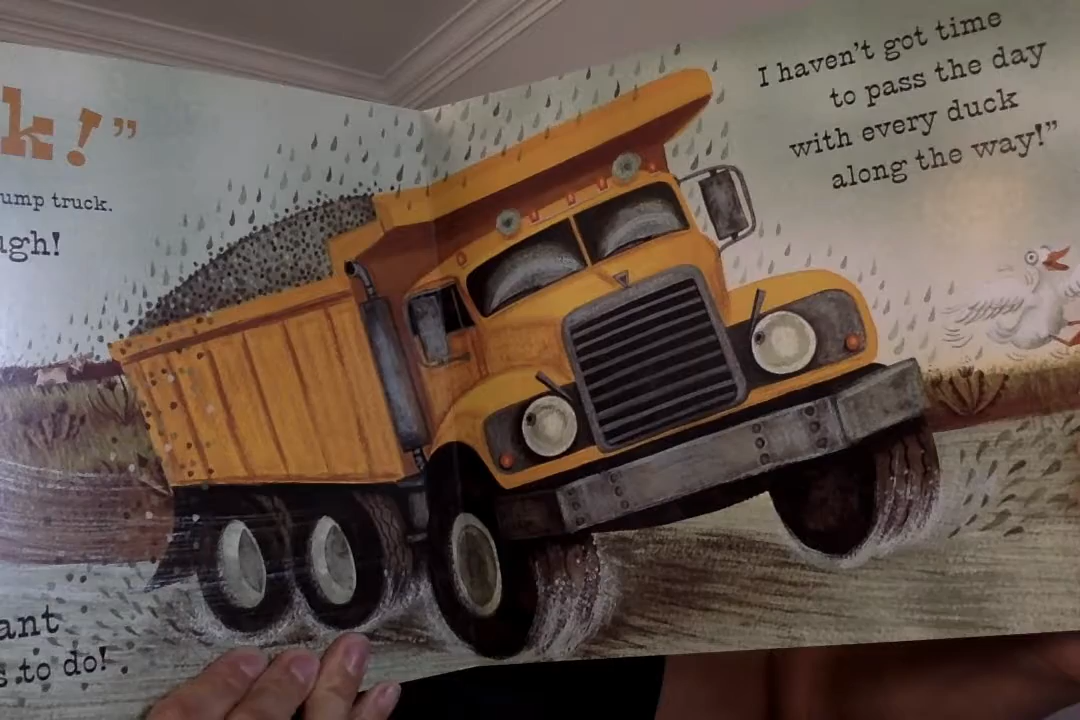 k!”
ump truck.
ugh!
ant
s to do!
I haven’t got time
to pass the day
with every duck
along the way!”